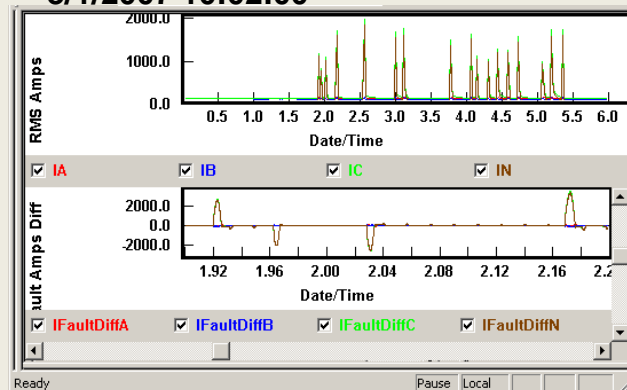 2000.0
1000.0
0.0
RMS Amps
0.5 1.0 1.5 2.0 2.5 3.0 3.5 4.0 4.5 5.0 5.5 6.0
Date/Time
IA IB IC IN
2000.0
0.0
-2000.0
ault Amps Diff
1.92 1.96 2.00 2.04 2.08 2.12 2.16 2.2
Date/Time
IFaultDiffA IFaultDiffB IFaultDiffC IFaultDiffN
Ready Pause Local